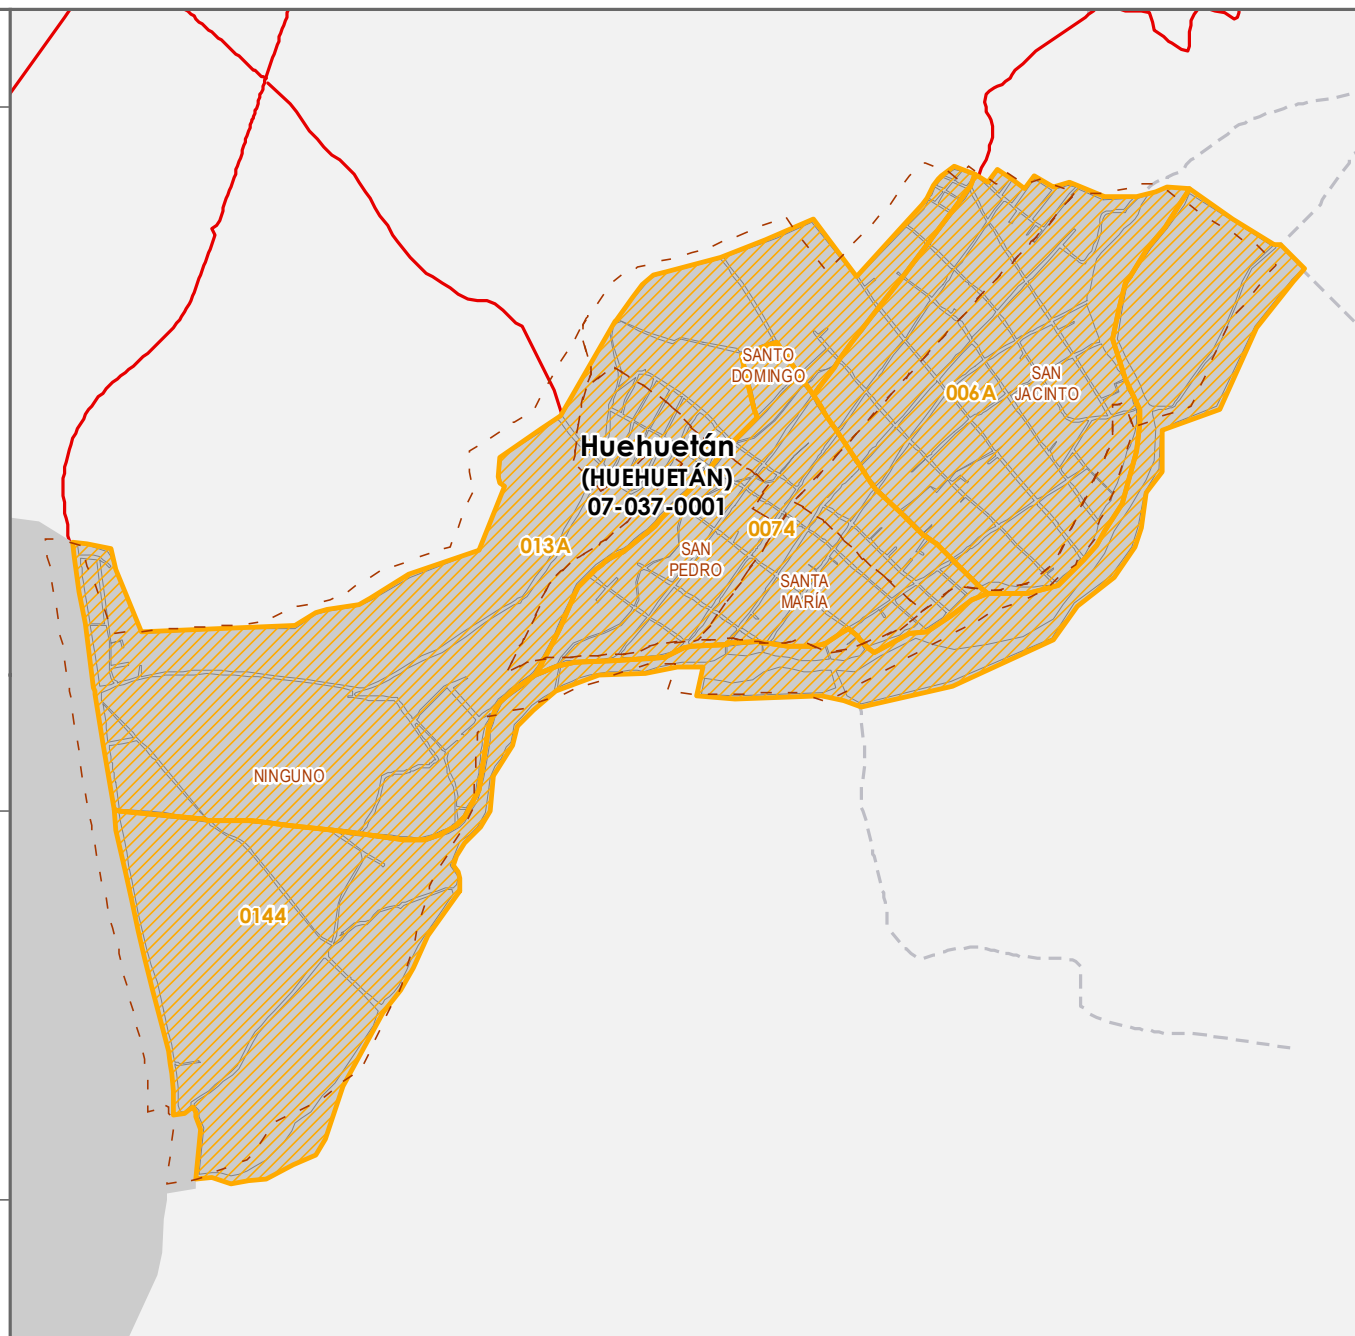 SANTO
DOMINGO
SAN
JACINTO
006A
Huehuetán
(HUEHUETÁN)
07-037-0001
013A
0074
SAN
PEDRO
SANTA
MARÍA
NINGUNO
0144